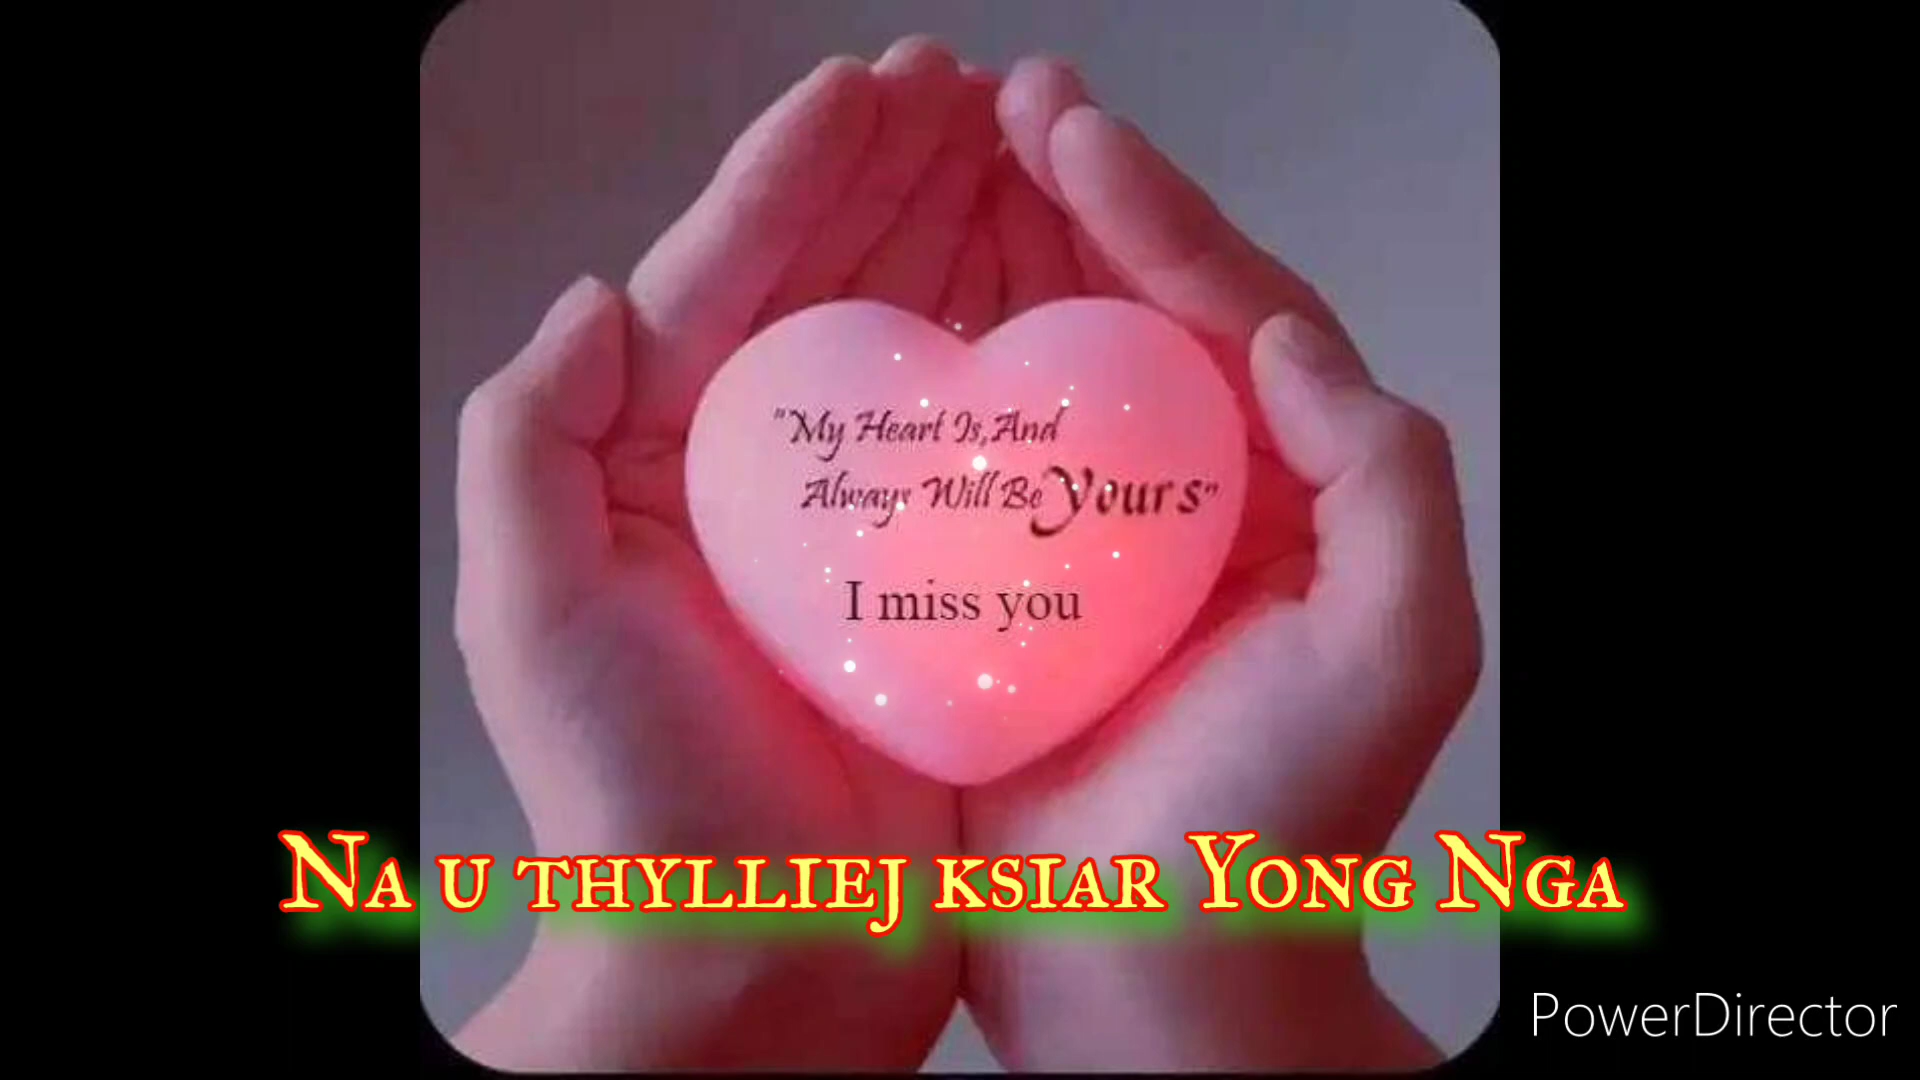 "My Heart Is, And
Always Will Be Yours"
I miss you
Na u thylliej ksiar Yong Nga
PowerDirector